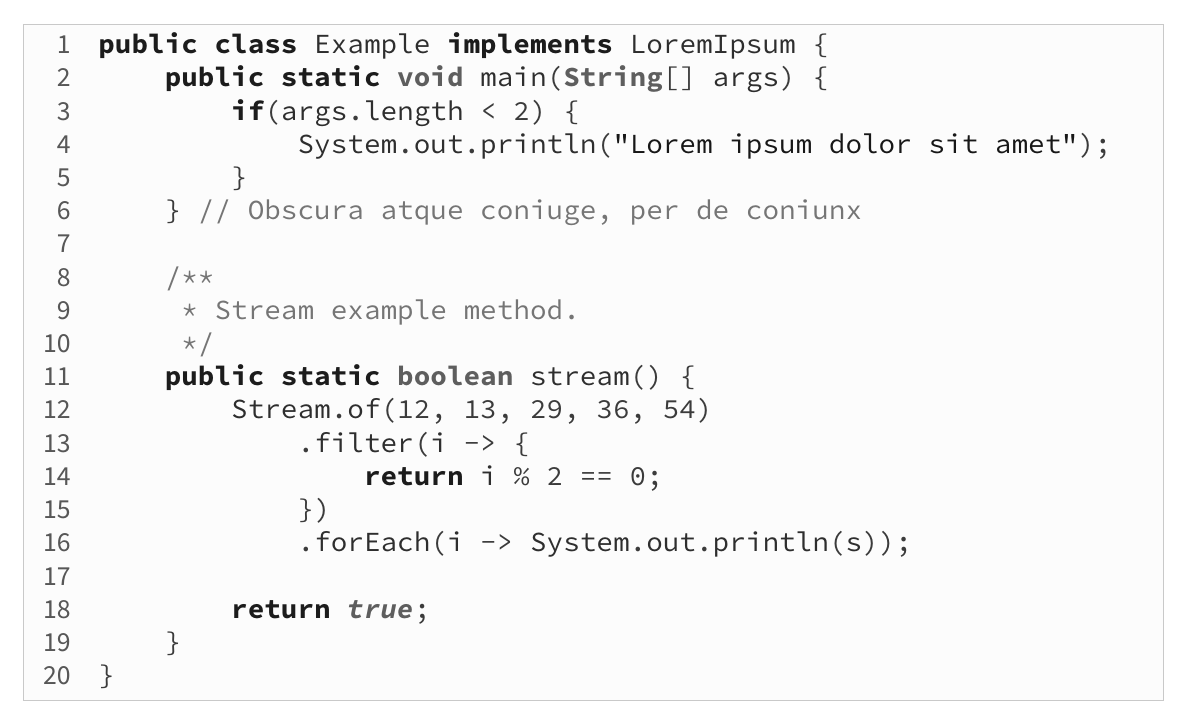 1 public class Example implements LoremIpsum {
2     public static void main(String[] args) {
3         if(args.length < 2) {
4             System.out.println("Lorem ipsum dolor sit amet");
5         }
6     } // Obscura atque coniuge, per de coniunx
7
8     /**
9      * Stream example method.
10      */
11     public static boolean stream() {
12         Stream.of(12, 13, 29, 36, 54)
13             .filter(i -> {
14                 return i % 2 == 0;
15             })
16             .forEach(i -> System.out.println(s));
17
18         return true;
19     }
20 }